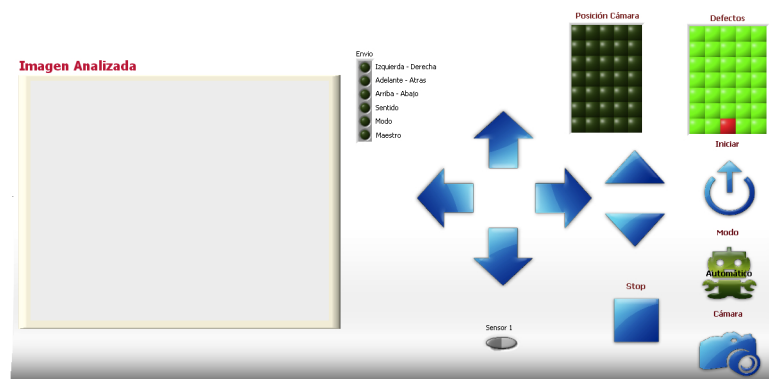 Posición Cámara
Defectos
Envio
Imagen Analizada
Izquierda - Derecha
Adelante - Atras
Arriba - Abajo
Sentido
Modo
Maestro
Iniciar
Modo
Automático
Stop
Cámara
Sensor 1